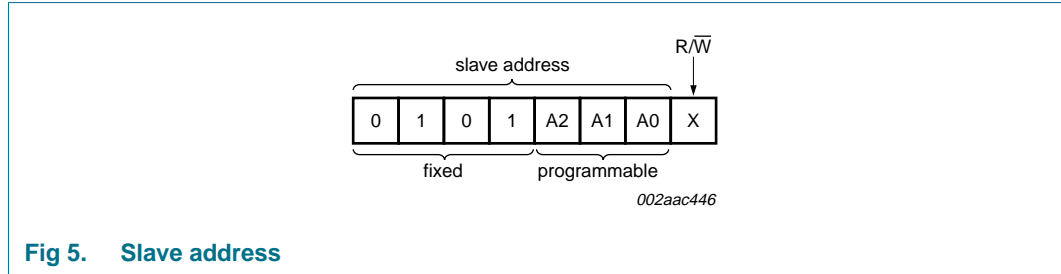 R/W̅
slave address
0 1 0 1 A2 A1 A0 X
fixed programmable
002aac446
Fig 5. Slave address